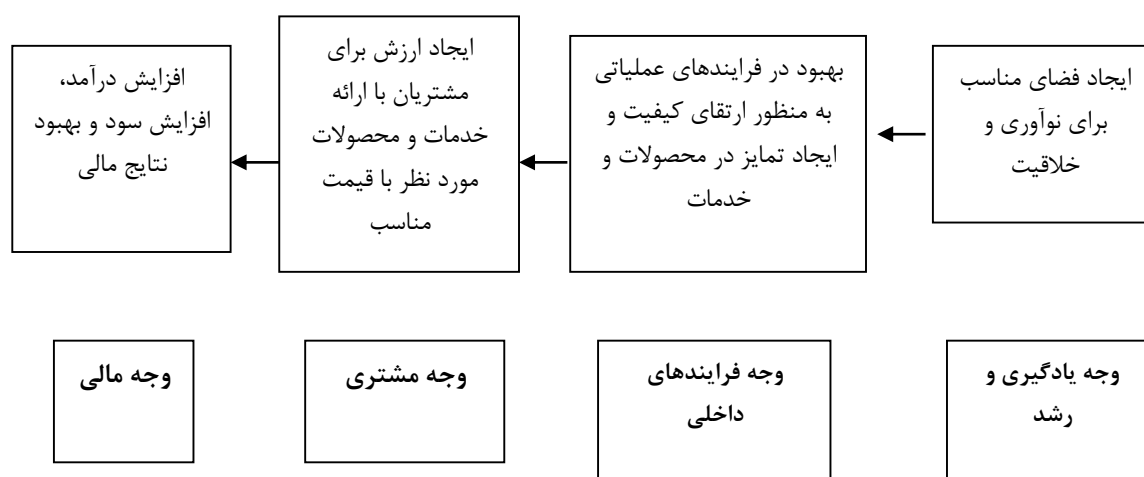 ایجاد فضای مناسب
برای نوآوری و
خلاقیت
بهبود در فرایندهای عملیاتی
به منظور ارتقای کیفیت و
ایجاد تمایز در محصولات و
خدمات
ایجاد ارزش برای
مشتریان با ارائه
خدمات و محصولات
مورد نظر با قیمت
مناسب
افزایش درآمد،
افزایش سود و بهبود
نتایج مالی
وجه یادگیری و
رشد
وجه فرایندهای
داخلی
وجه مشتری
وجه مالی